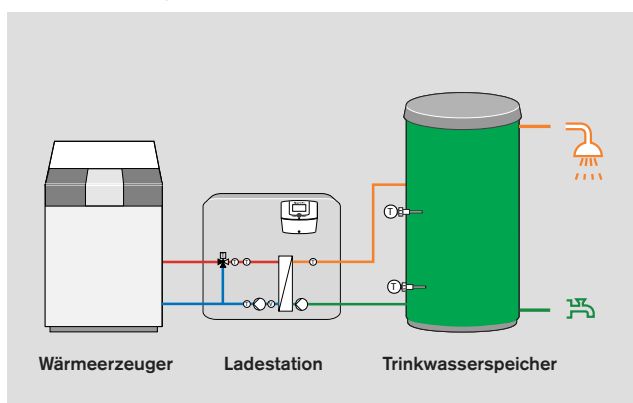 T
T
T
T
T
T
V
Wärmeerzeuger
Ladestation
Trinkwasserspeicher